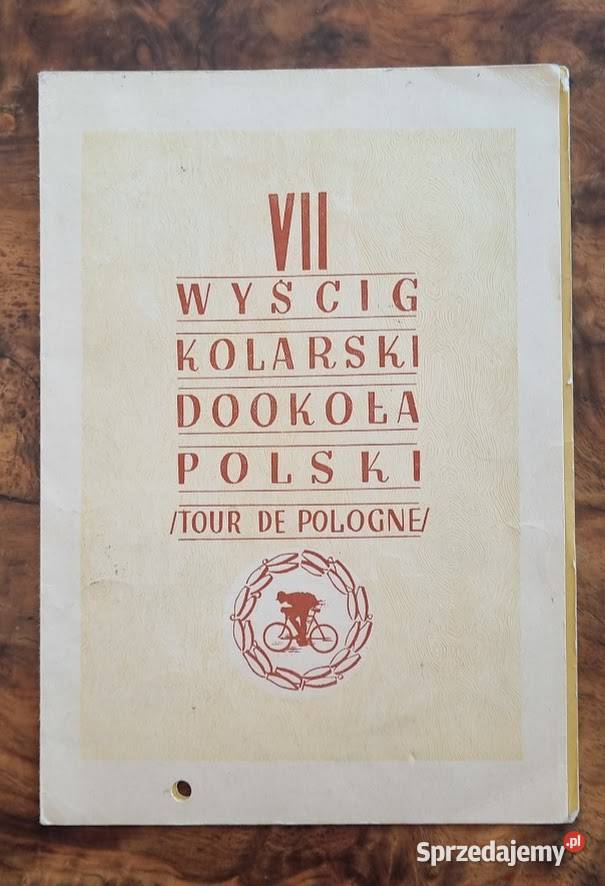 VII
WYŚCIG
KOLARSKI
DOOKOŁA
POLSKI
/TOUR DE POLOGNE/
Sprzedajemy.pl